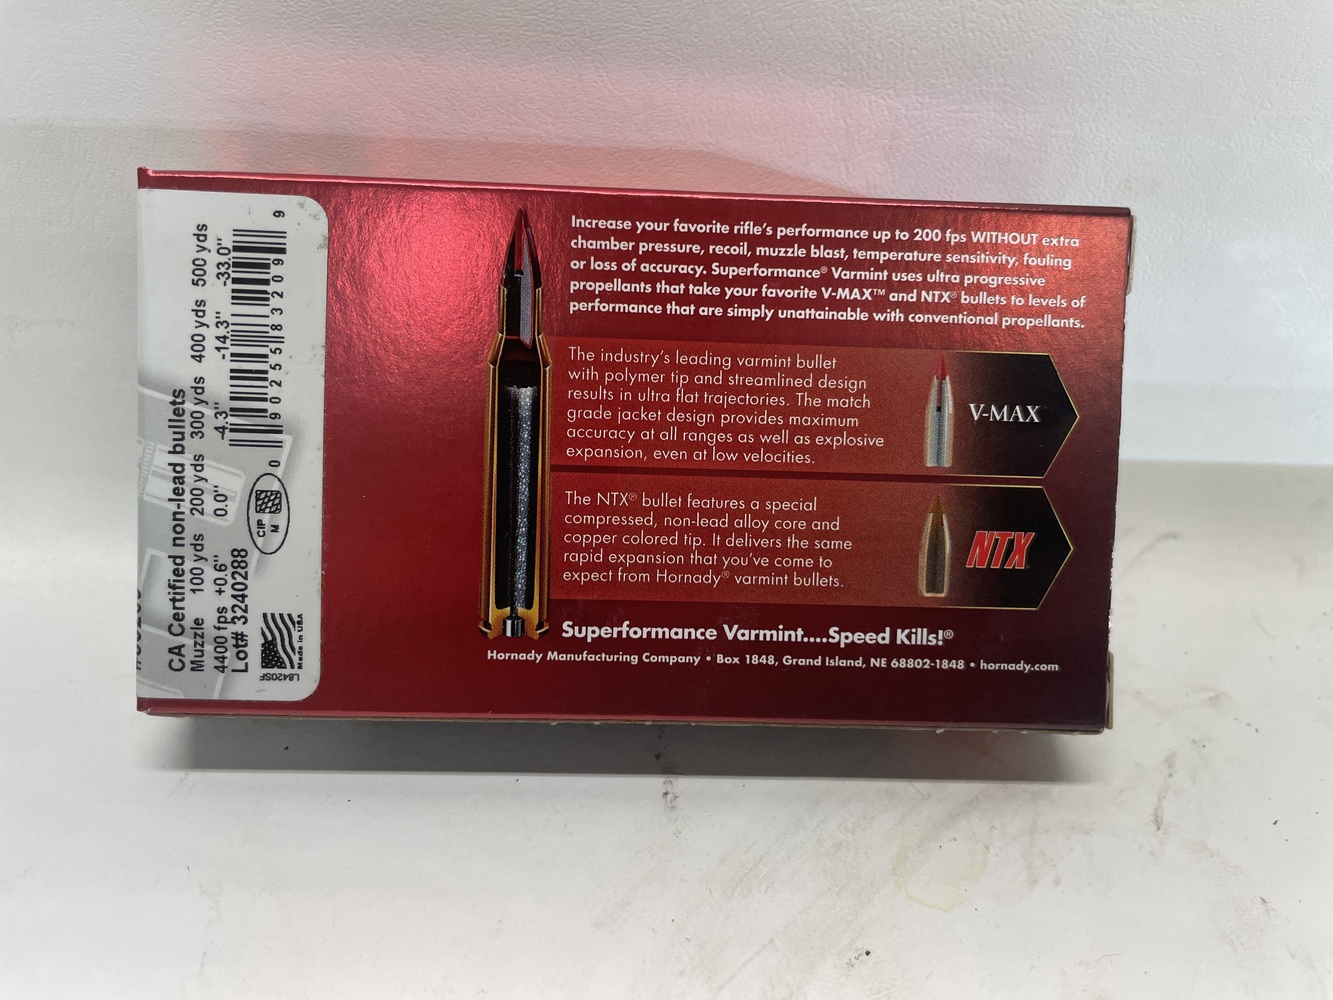 CA Certified non-lead bullets
Muzzle 100 yds 200 yds 300 yds 400 yds 500 yds
4400 fps +0.6" 0.0" -4.3" -14.3" -33.0"
Lot# 3240288
0 90255 83209 9
CIP
M
Made in USA
L8420SF
Increase your favorite rifle's performance up to 200 fps WITHOUT extra
chamber pressure, recoil, muzzle blast, temperature sensitivity, fouling
or loss of accuracy. Superformance® Varmint uses ultra progressive
propellants that take your favorite V-MAX™ and NTX® bullets to levels of
performance that are simply unattainable with conventional propellants.
The industry's leading varmint bullet
with polymer tip and streamlined design
results in ultra flat trajectories. The match
grade jacket design provides maximum
accuracy at all ranges as well as explosive
expansion, even at low velocities.
V-MAX
The NTX® bullet features a special
compressed, non-lead alloy core and
copper colored tip. It delivers the same
rapid expansion that you've come to
expect from Hornady® varmint bullets.
NTX
Superformance Varmint....Speed Kills!®
Hornady Manufacturing Company • Box 1848, Grand Island, NE 68802-1848 • hornady.com